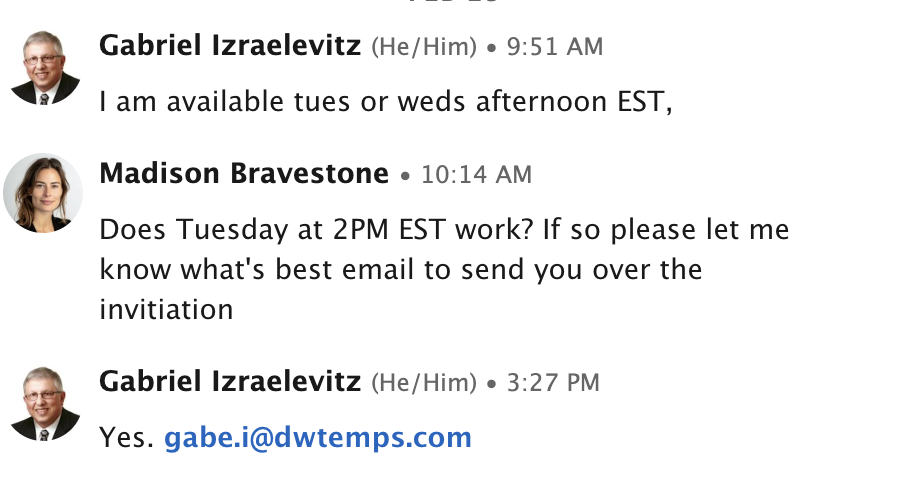 Gabriel Izraelevitz (He/Him) • 9:51 AM
I am available tues or weds afternoon EST,
Madison Bravestone • 10:14 AM
Does Tuesday at 2PM EST work? If so please let me
know what's best email to send you over the
invitiation
Gabriel Izraelevitz (He/Him) • 3:27 PM
Yes. gabe.i@dwtemps.com